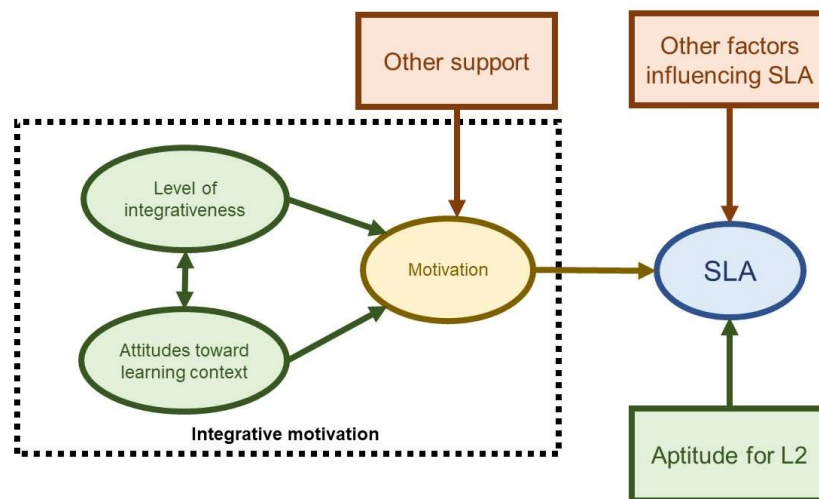 Other support
Other factors
influencing SLA
Level of
integrativeness
Motivation
SLA
Attitudes toward
learning context
Integrative motivation
Aptitude for L2